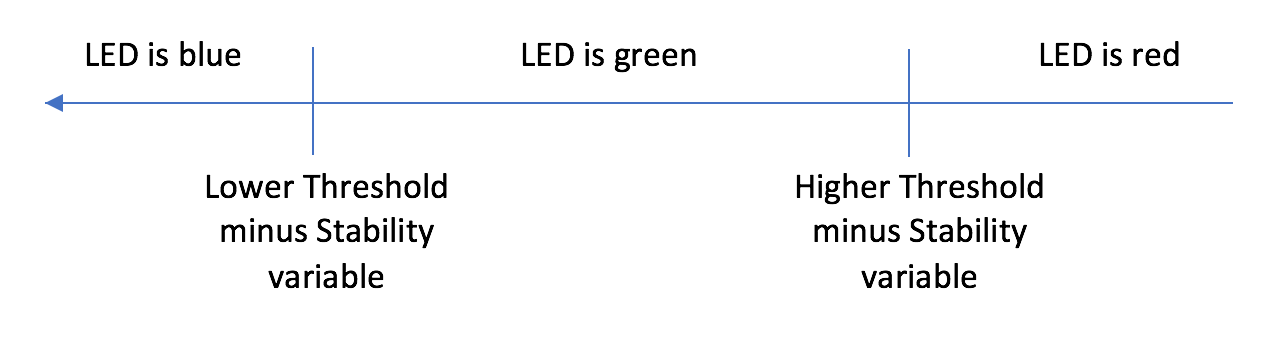 LED is blue
LED is green
LED is red
Lower Threshold
minus Stability
variable
Higher Threshold
minus Stability
variable